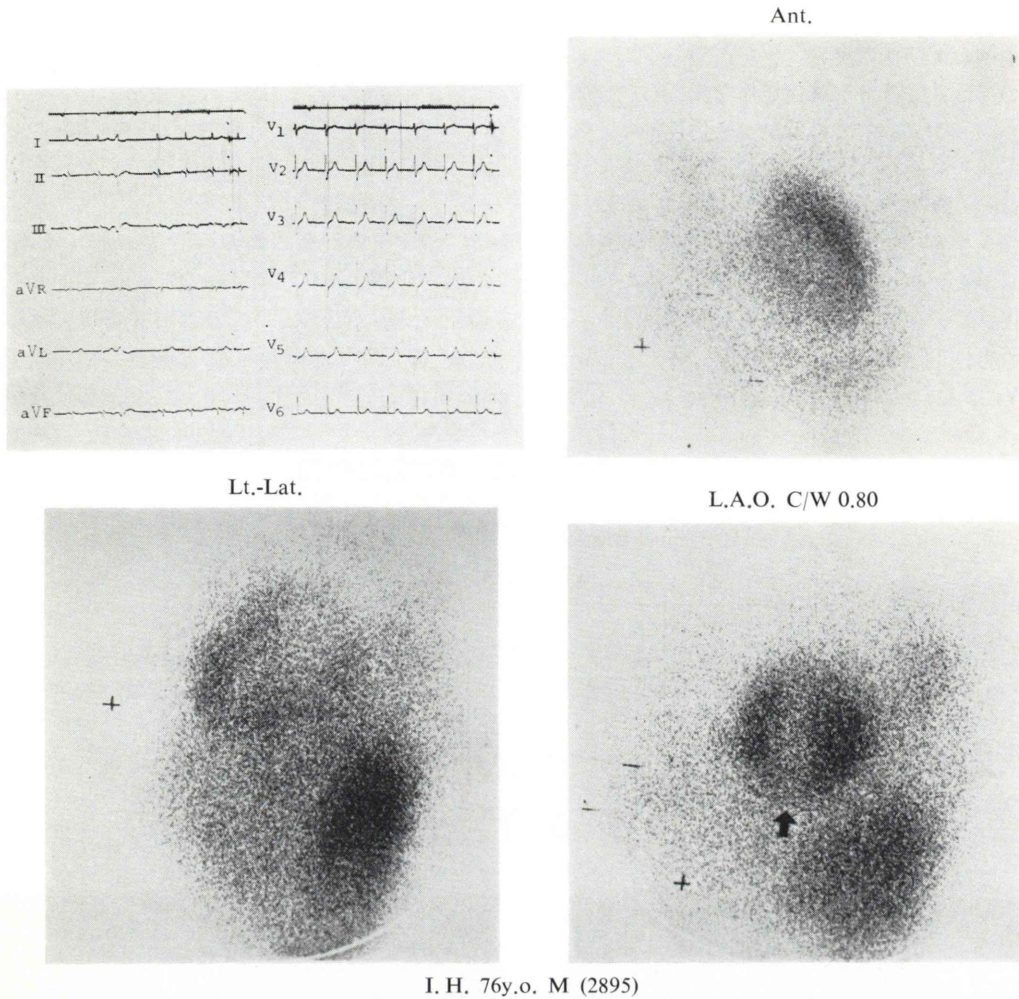 Ant.
I
II
III
aVR
aVL
aVF
V1
V2
V3
V4
V5
V6
Lt.-Lat.
L.A.O. C/W 0.80
I. H. 76y.o. M (2895)